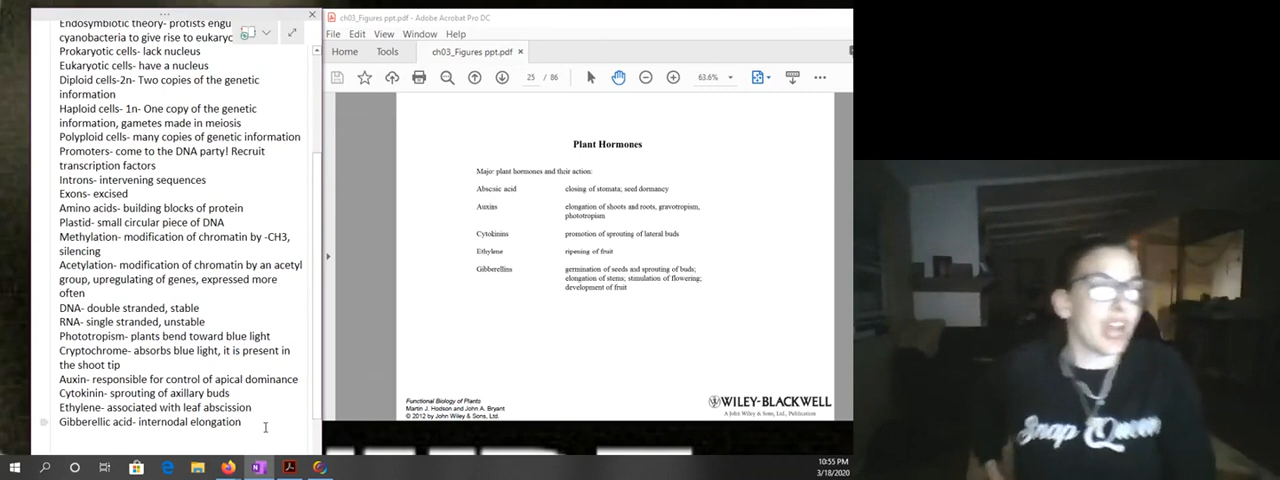 Endosymbiotic theory- protists engu
cyanobacteria to give rise to eukaryc
Prokaryotic cells- lack nucleus
Eukaryotic cells- have a nucleus
Diploid cells-2n- Two copies of the genetic
information
Haploid cells- 1n- One copy of the genetic
information, gametes made in meiosis
Polyploid cells- many copies of genetic information
Promoters- come to the DNA party! Recruit
transcription factors
Introns- intervening sequences
Exons- excised
Amino acids- building blocks of protein
Plastid- small circular piece of DNA
Methylation- modification of chromatin by -CH3,
silencing
Acetylation- modification of chromatin by an acetyl
group, upregulating of genes, expressed more
often
DNA- double stranded, stable
RNA- single stranded, unstable
Phototropism- plants bend toward blue light
Cryptochrome- absorbs blue light, it is present in
the shoot tip
Auxin- responsible for control of apical dominance
Cytokinin- sprouting of axillary buds
Ethylene- associated with leaf abscission
Gibberellic acid- internodal elongation
ch03_Figures ppt.pdf - Adobe Acrobat Pro DC
File Edit View Window Help
Home Tools ch03_Figures ppt.pdf ×
25 / 86 63.6%
Plant Hormones
Major plant hormones and their action:
Abscsic acid closing of stomata; seed dormancy
Auxins elongation of shoots and roots, gravotropism,
phototropism
Cytokinins promotion of sprouting of lateral buds
Ethylene ripening of fruit
Gibberellins germination of seeds and sprouting of buds;
elongation of stems; stimulation of flowering;
development of fruit
Functional Biology of Plants
Martin J. Hodson and John A. Bryant
© 2012 by John Wiley & Sons, Ltd.
WILEY-BLACKWELL
A John Wiley & Sons, Ltd., Publication
Snap Queen
10:55 PM
3/18/2020